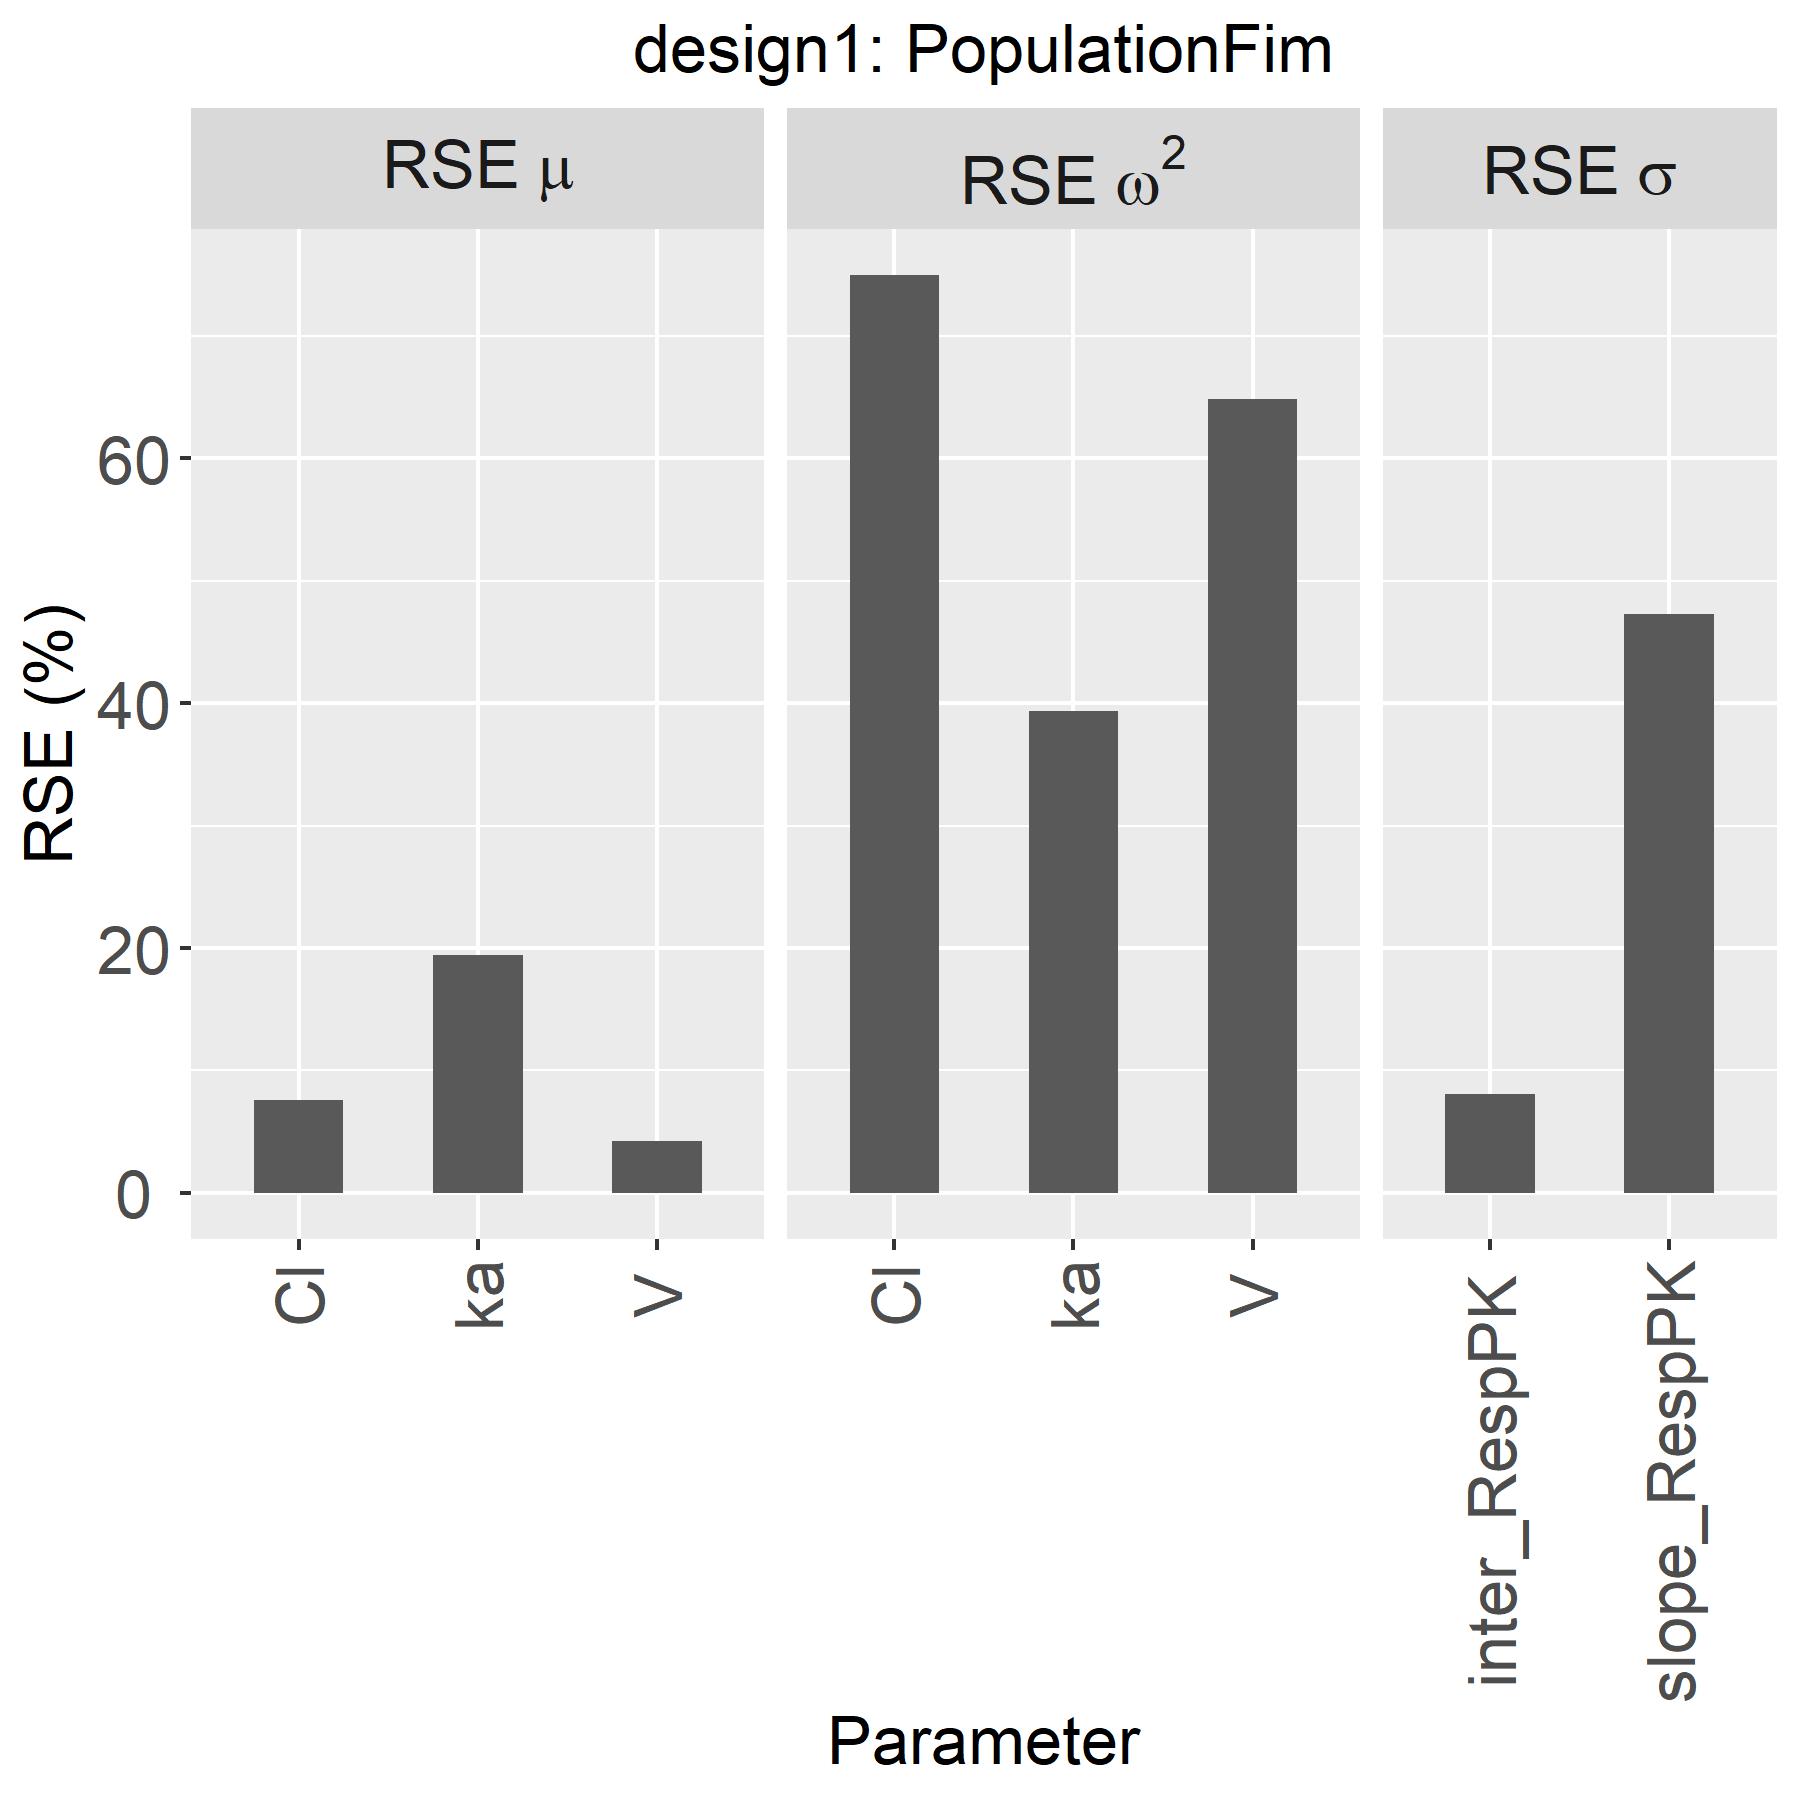 design1: PopulationFim
RSE μ
RSE ω²
RSE σ
RSE (%)
60
40
20
0
Cl
ka
V
Cl
ka
V
inter_RespPK
slope_RespPK
Parameter